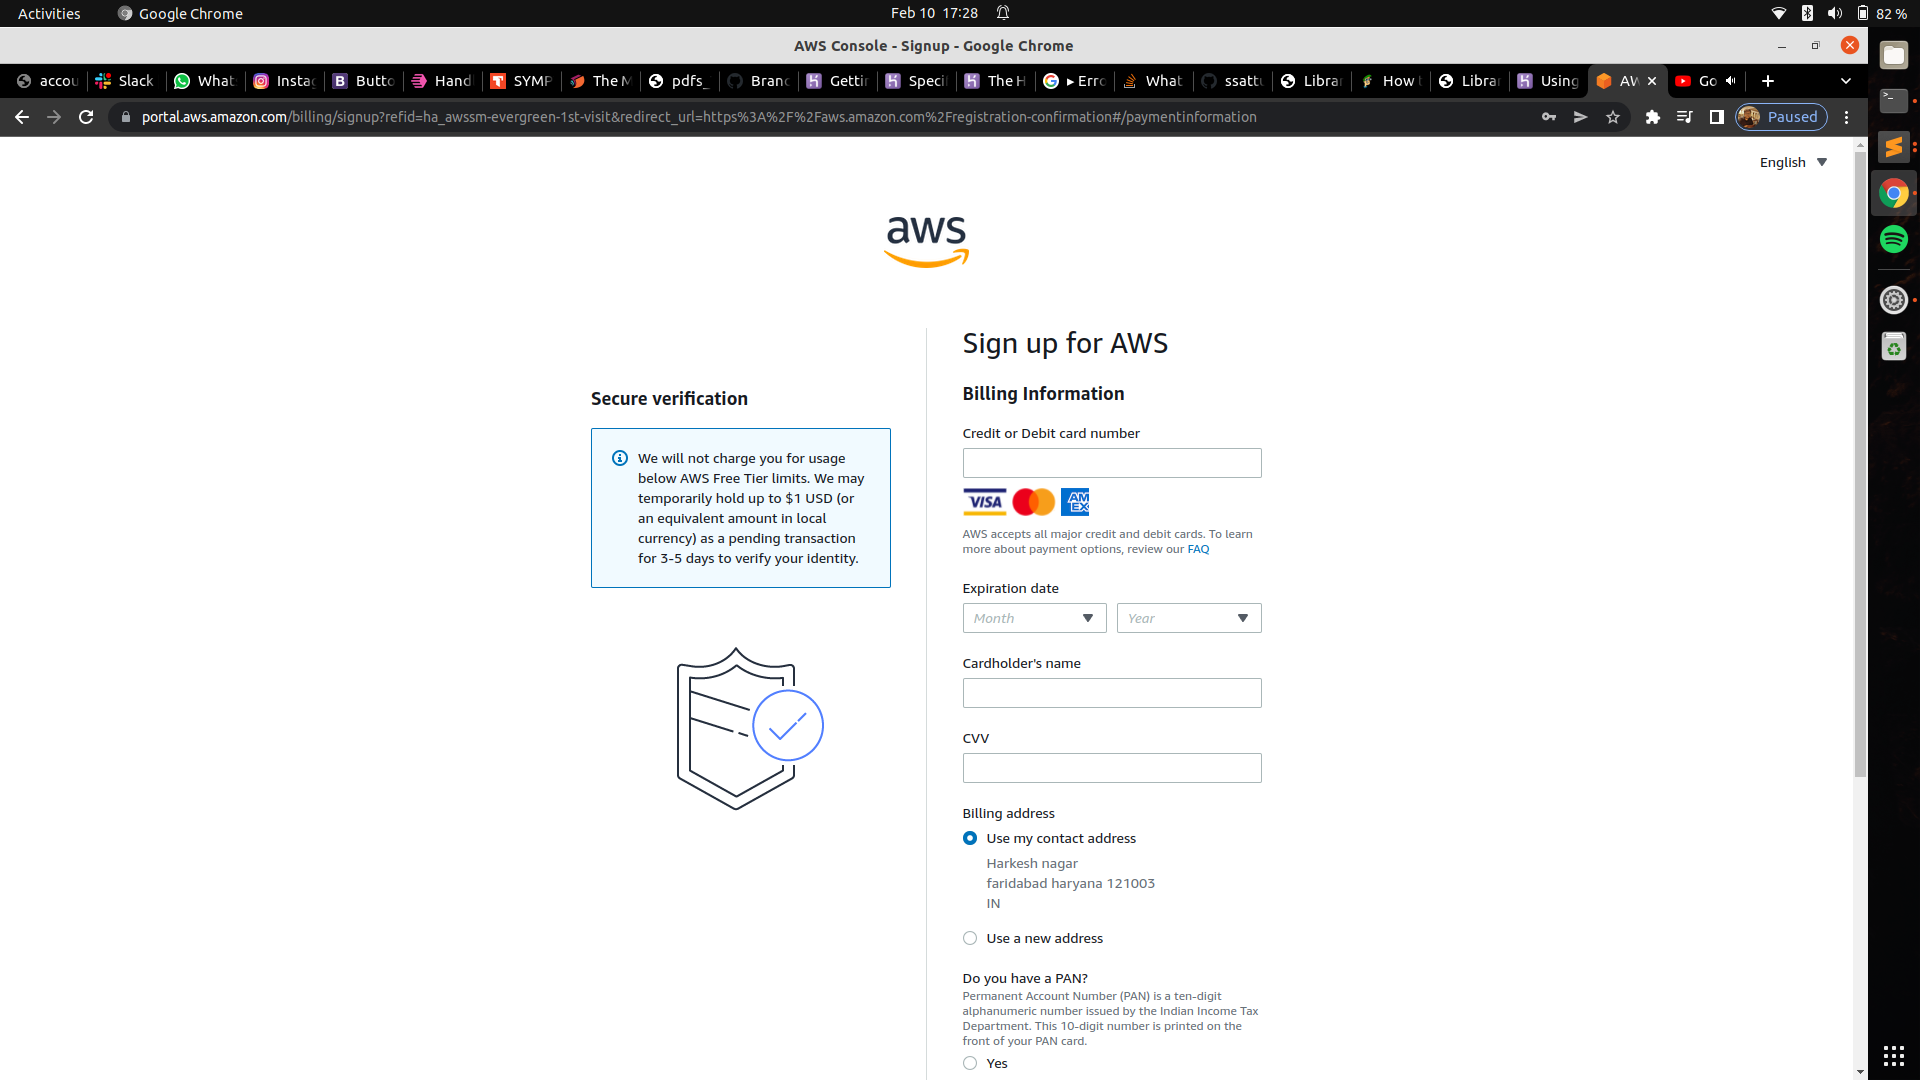 Activities
Google Chrome
Feb 10 17:28
82 %
AWS Console - Signup - Google Chrome
accou
Slack
What
Insta
Butto
Hand
SYMP
The M
pdfs_
Branc
Gettin
Speci
The H
▸ Erro
What
ssattu
Librar
How t
Librar
Using
AW
Go
portal.aws.amazon.com/billing/signup?refid=ha_awssm-evergreen-1st-visit&redirect_url=https%3A%2F%2Faws.amazon.com%2Fregistration-confirmation#/paymentinformation
Paused
English
aws
Secure verification
We will not charge you for usage
below AWS Free Tier limits. We may
temporarily hold up to $1 USD (or
an equivalent amount in local
currency) as a pending transaction
for 3-5 days to verify your identity.
Sign up for AWS
Billing Information
Credit or Debit card number
VISA
AM
EX
AWS accepts all major credit and debit cards. To learn
more about payment options, review our FAQ
Expiration date
Month
Year
Cardholder's name
CVV
Billing address
Use my contact address
Harkesh nagar
faridabad haryana 121003
IN
Use a new address
Do you have a PAN?
Permanent Account Number (PAN) is a ten-digit
alphanumeric number issued by the Indian Income Tax
Department. This 10-digit number is printed on the
front of your PAN card.
Yes